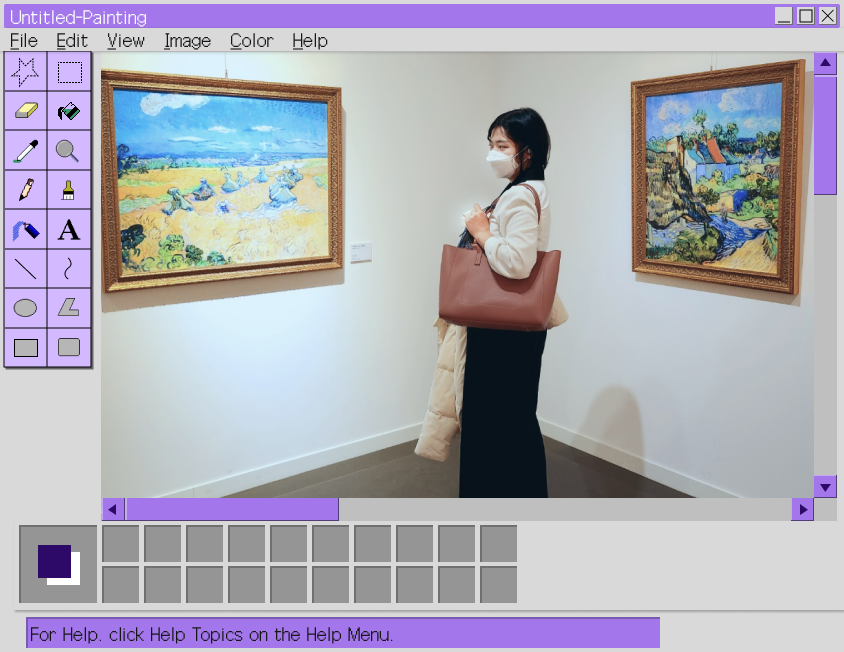 Untitled-Painting
File Edit View Image Color Help
A
For Help. click Help Topics on the Help Menu.